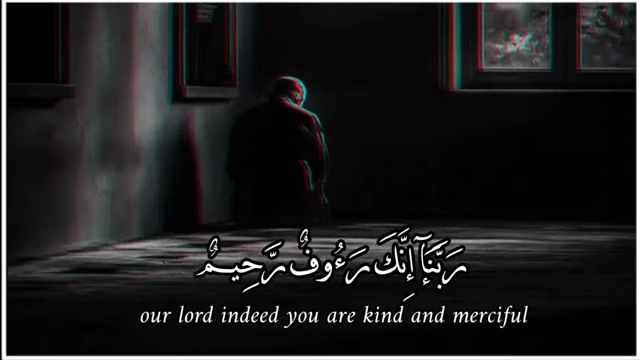 رَبَّنَآ إِنَّكَ رَءُوفٌ رَّحِيمٌ
our lord indeed you are kind and merciful